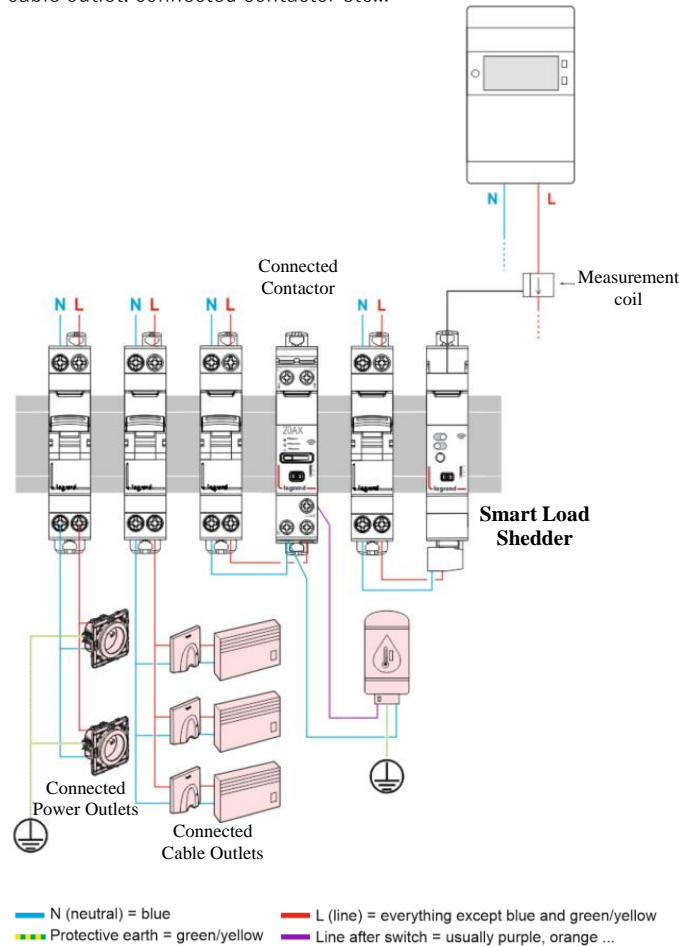 cable outlet. connected contactor etc...
N L
Measurement
coil
Connected
Contactor
N L
N L
N L
N L
20AX
legrand
legrand
legrand
legrand
legrand
legrand
Smart Load
Shedder
Connected
Power Outlets
Connected
Cable Outlets
N (neutral) = blue
L (line) = everything except blue and green/yellow
Protective earth = green/yellow
Line after switch = usually purple, orange ...